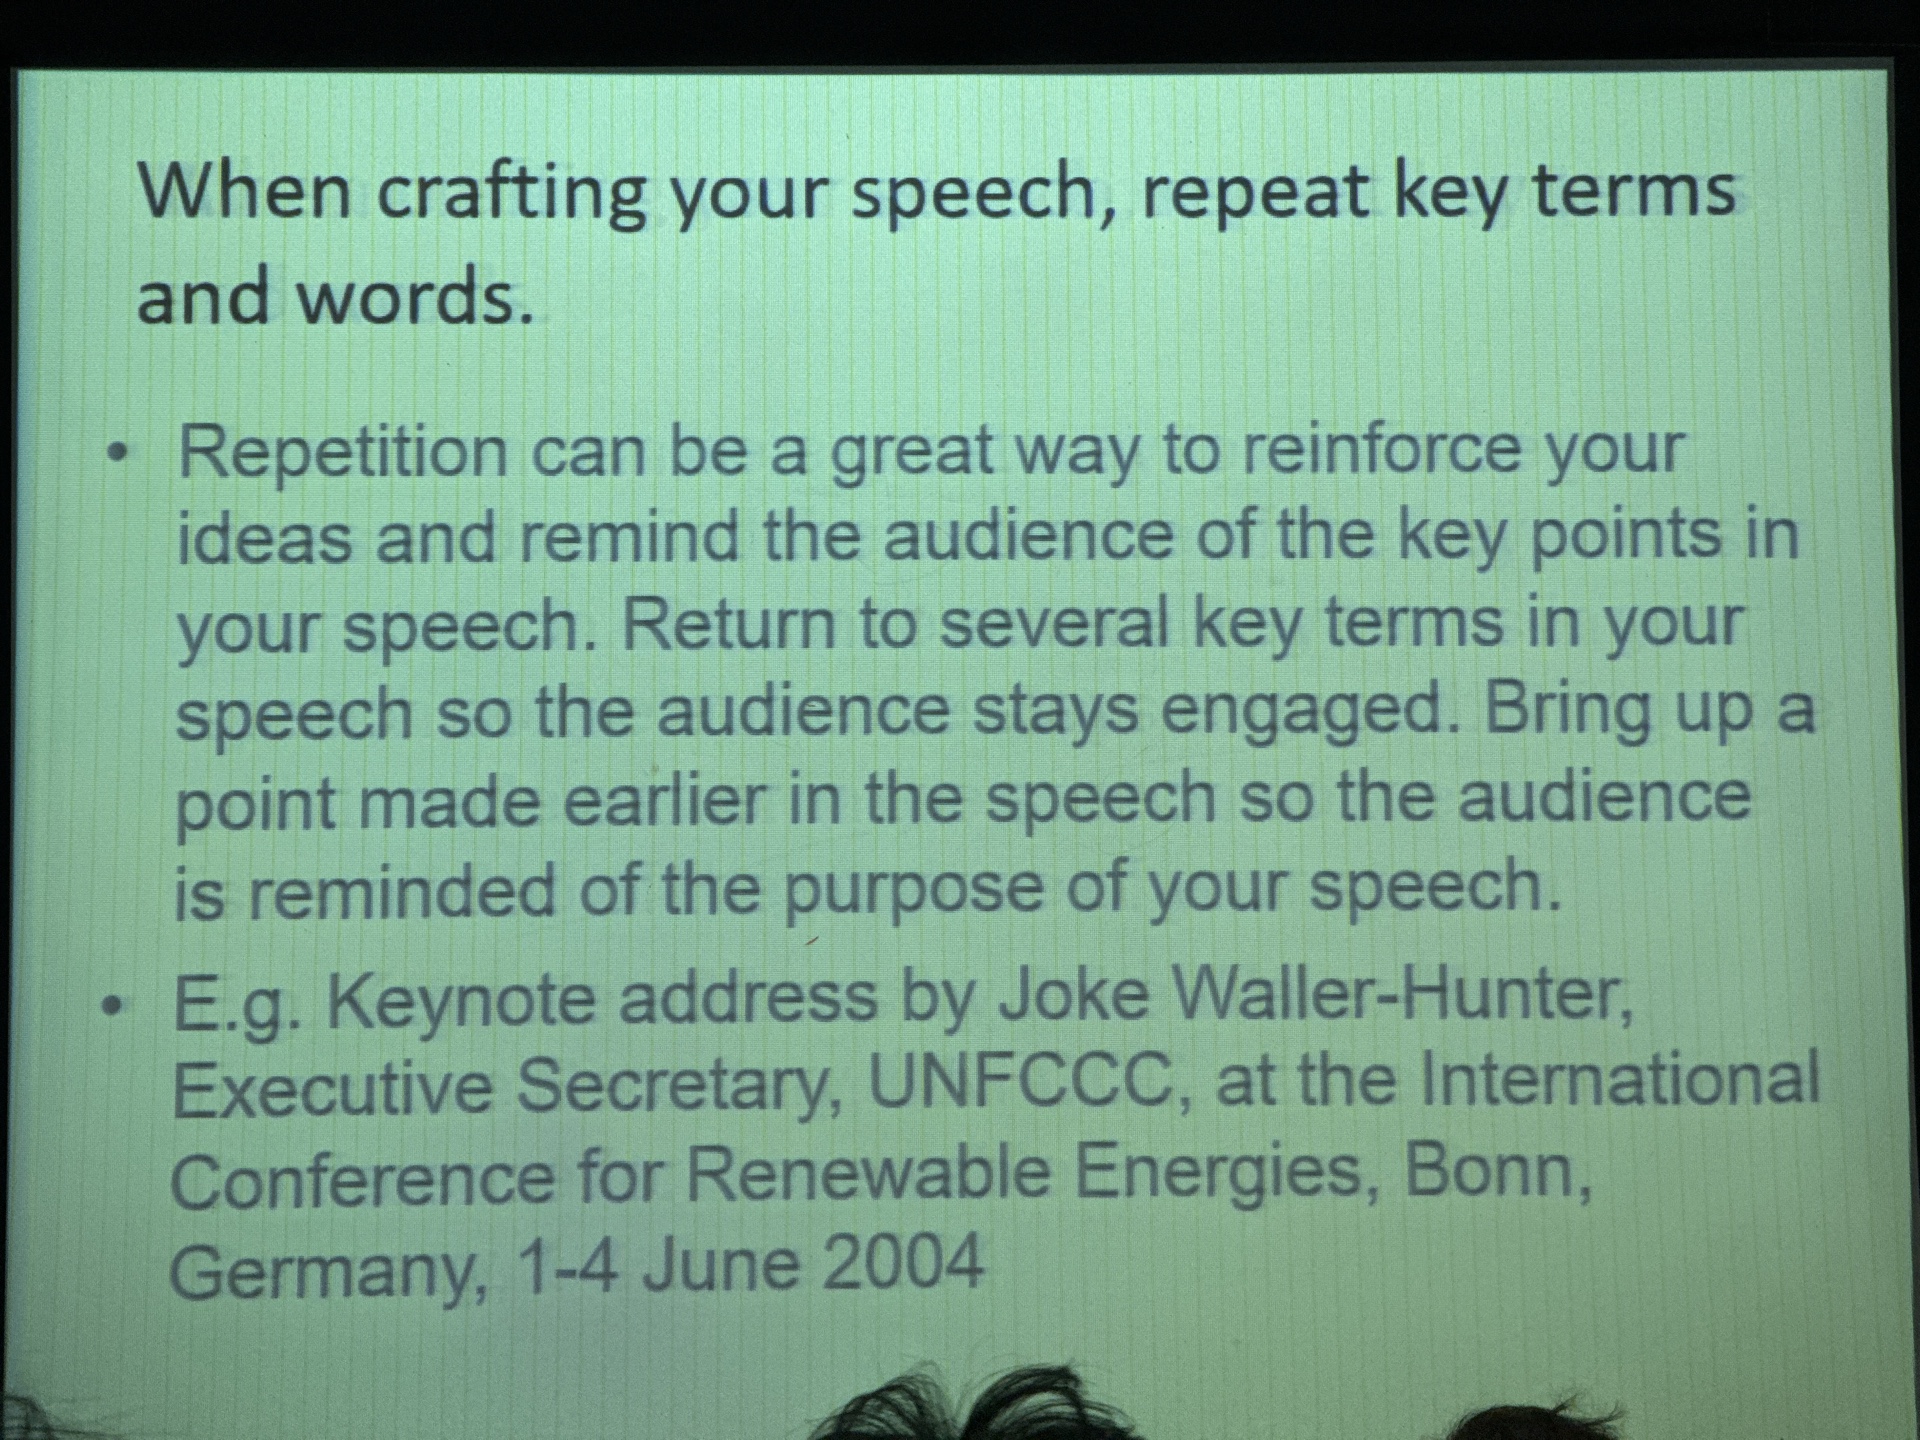 When crafting your speech, repeat key terms
and words.
• Repetition can be a great way to reinforce your
ideas and remind the audience of the key points in
your speech. Return to several key terms in your
speech so the audience stays engaged. Bring up a
point made earlier in the speech so the audience
is reminded of the purpose of your speech.
• E.g. Keynote address by Joke Waller-Hunter,
Executive Secretary, UNFCCC, at the International
Conference for Renewable Energies, Bonn,
Germany, 1-4 June 2004